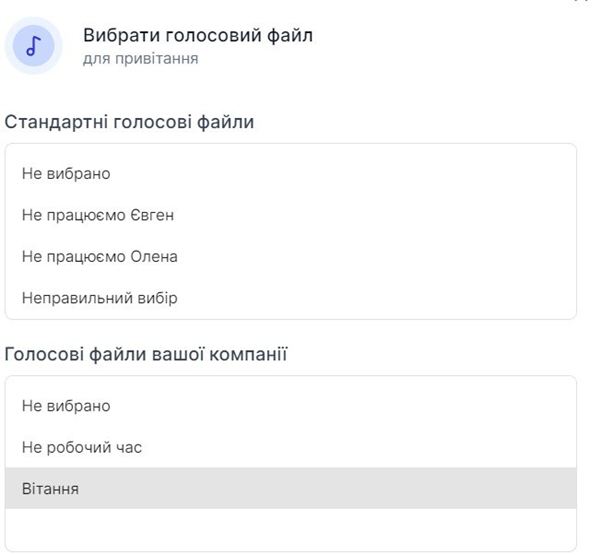 Вибрати голосовий файл
для привітання
Стандартні голосові файли
Не вибрано
Не працюємо Євген
Не працюємо Олена
Неправильний вибір
Голосові файли вашої компанії
Не вибрано
Не робочий час
Вітання